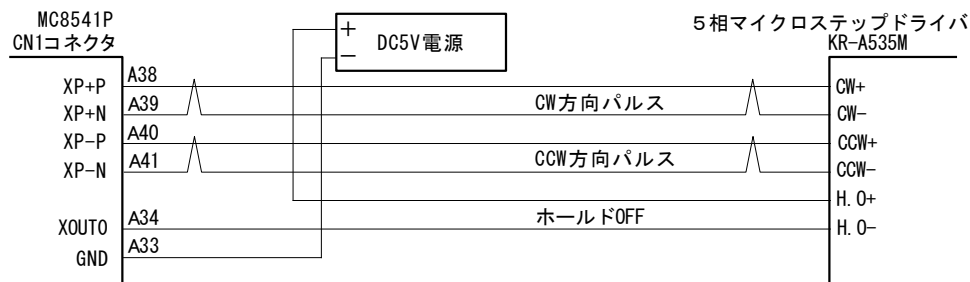 MC8541P
CN1コネクタ
+
DC5V電源
−
5相マイクロステップドライバ
KR-A535M
XP+P
A38
CW+
XP+N
A39
CW方向パルス
CW-
XP-P
A40
CCW+
XP-N
A41
CCW方向パルス
CCW-
H.O+
XOUT0
A34
ホールドOFF
H.O-
GND
A33